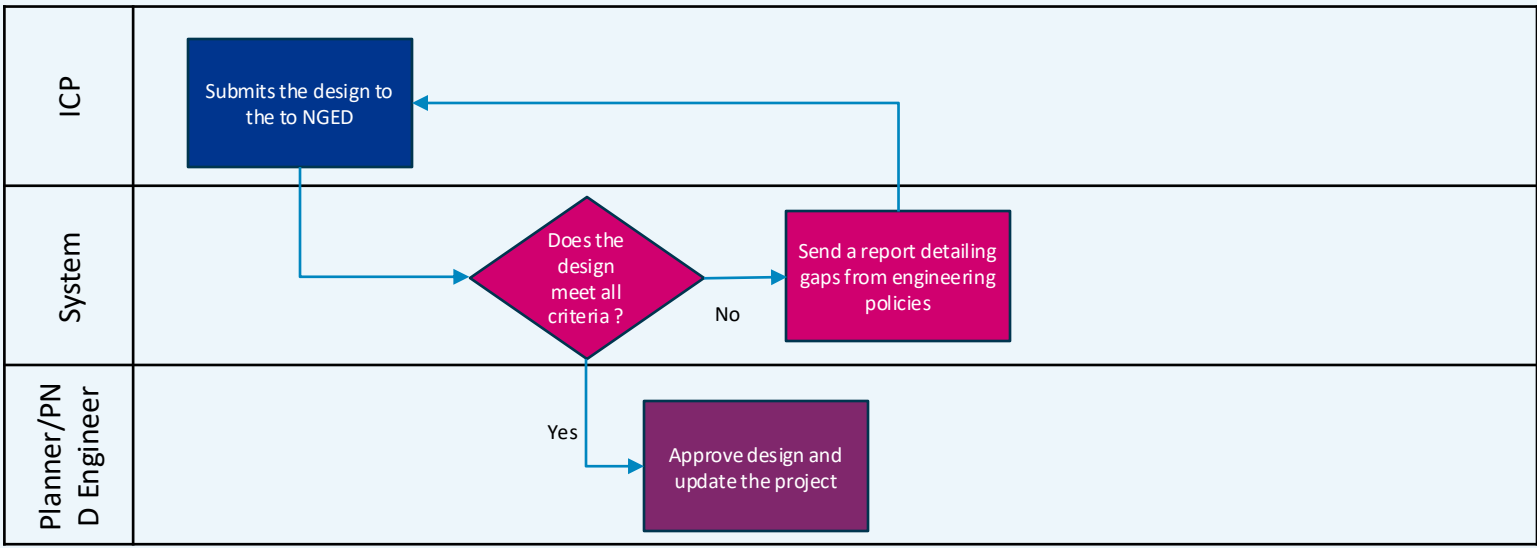 ICP
Submits the design to
the to NGED
System
Does the
design
meet all
criteria ?
No
Send a report detailing
gaps from engineering
policies
Planner/PN
D Engineer
Yes
Approve design and
update the project